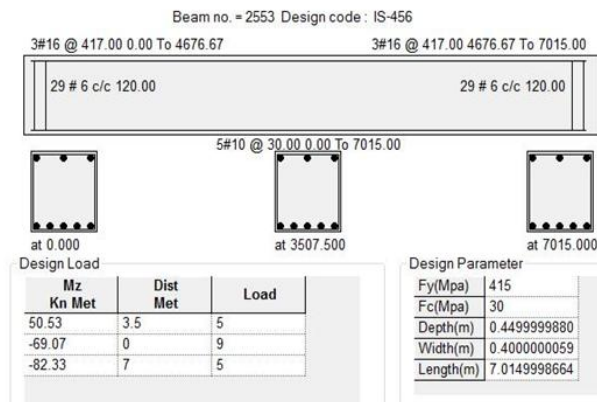 Beam no. = 2553 Design code : IS-456
3#16 @ 417.00 0.00 To 4676.67 3#16 @ 417.00 4676.67 To 7015.00
29 # 6 c/c 120.00 29 # 6 c/c 120.00
5#10 @ 30.00 0.00 To 7015.00
at 0.000 at 3507.500 at 7015.000
Design Load
Mz Kn Met Dist Met Load
50.53 3.5 5
-69.07 0 9
-82.33 7 5
Design Parameter
Fy(Mpa) 415
Fc(Mpa) 30
Depth(m) 0.4499999880
Width(m) 0.4000000059
Length(m) 7.0149998664